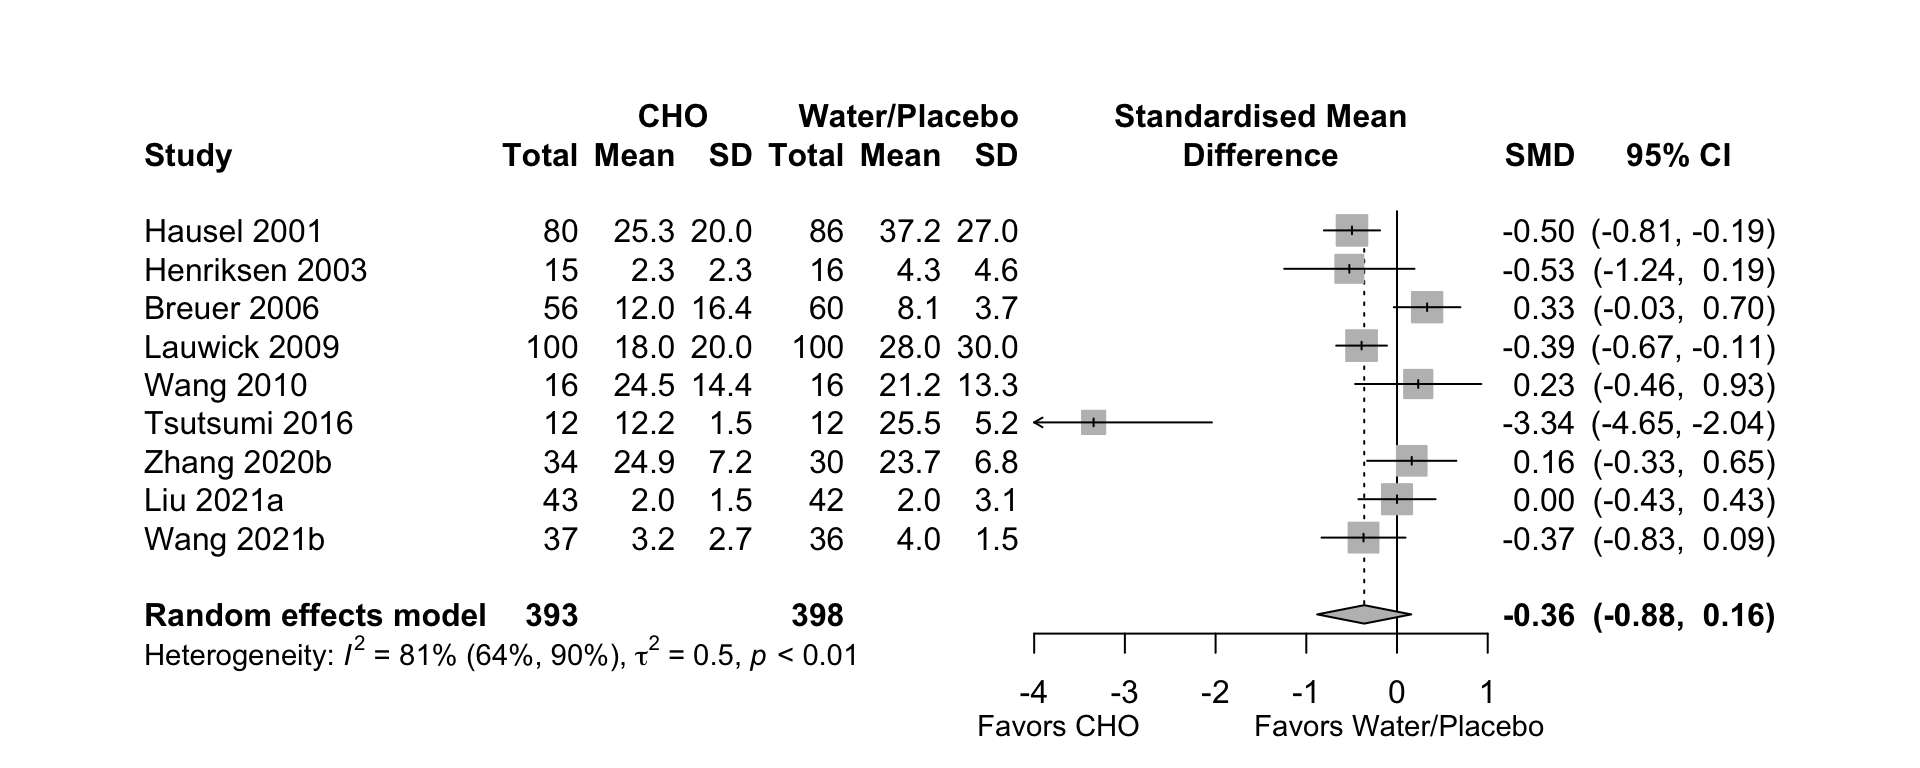 CHO Water/Placebo Standardised Mean
Study Total Mean SD Total Mean SD Difference SMD 95% CI
Hausel 2001 80 25.3 20.0 86 37.2 27.0 -0.50 (-0.81, -0.19)
Henriksen 2003 15 2.3 2.3 16 4.3 4.6 -0.53 (-1.24, 0.19)
Breuer 2006 56 12.0 16.4 60 8.1 3.7 0.33 (-0.03, 0.70)
Lauwick 2009 100 18.0 20.0 100 28.0 30.0 -0.39 (-0.67, -0.11)
Wang 2010 16 24.5 14.4 16 21.2 13.3 0.23 (-0.46, 0.93)
Tsutsumi 2016 12 12.2 1.5 12 25.5 5.2 -3.34 (-4.65, -2.04)
Zhang 2020b 34 24.9 7.2 30 23.7 6.8 0.16 (-0.33, 0.65)
Liu 2021a 43 2.0 1.5 42 2.0 3.1 0.00 (-0.43, 0.43)
Wang 2021b 37 3.2 2.7 36 4.0 1.5 -0.37 (-0.83, 0.09)
Random effects model 393 398 -0.36 (-0.88, 0.16)
Heterogeneity: I² = 81% (64%, 90%), τ² = 0.5, p < 0.01
-4 -3 -2 -1 0 1
Favors CHO Favors Water/Placebo